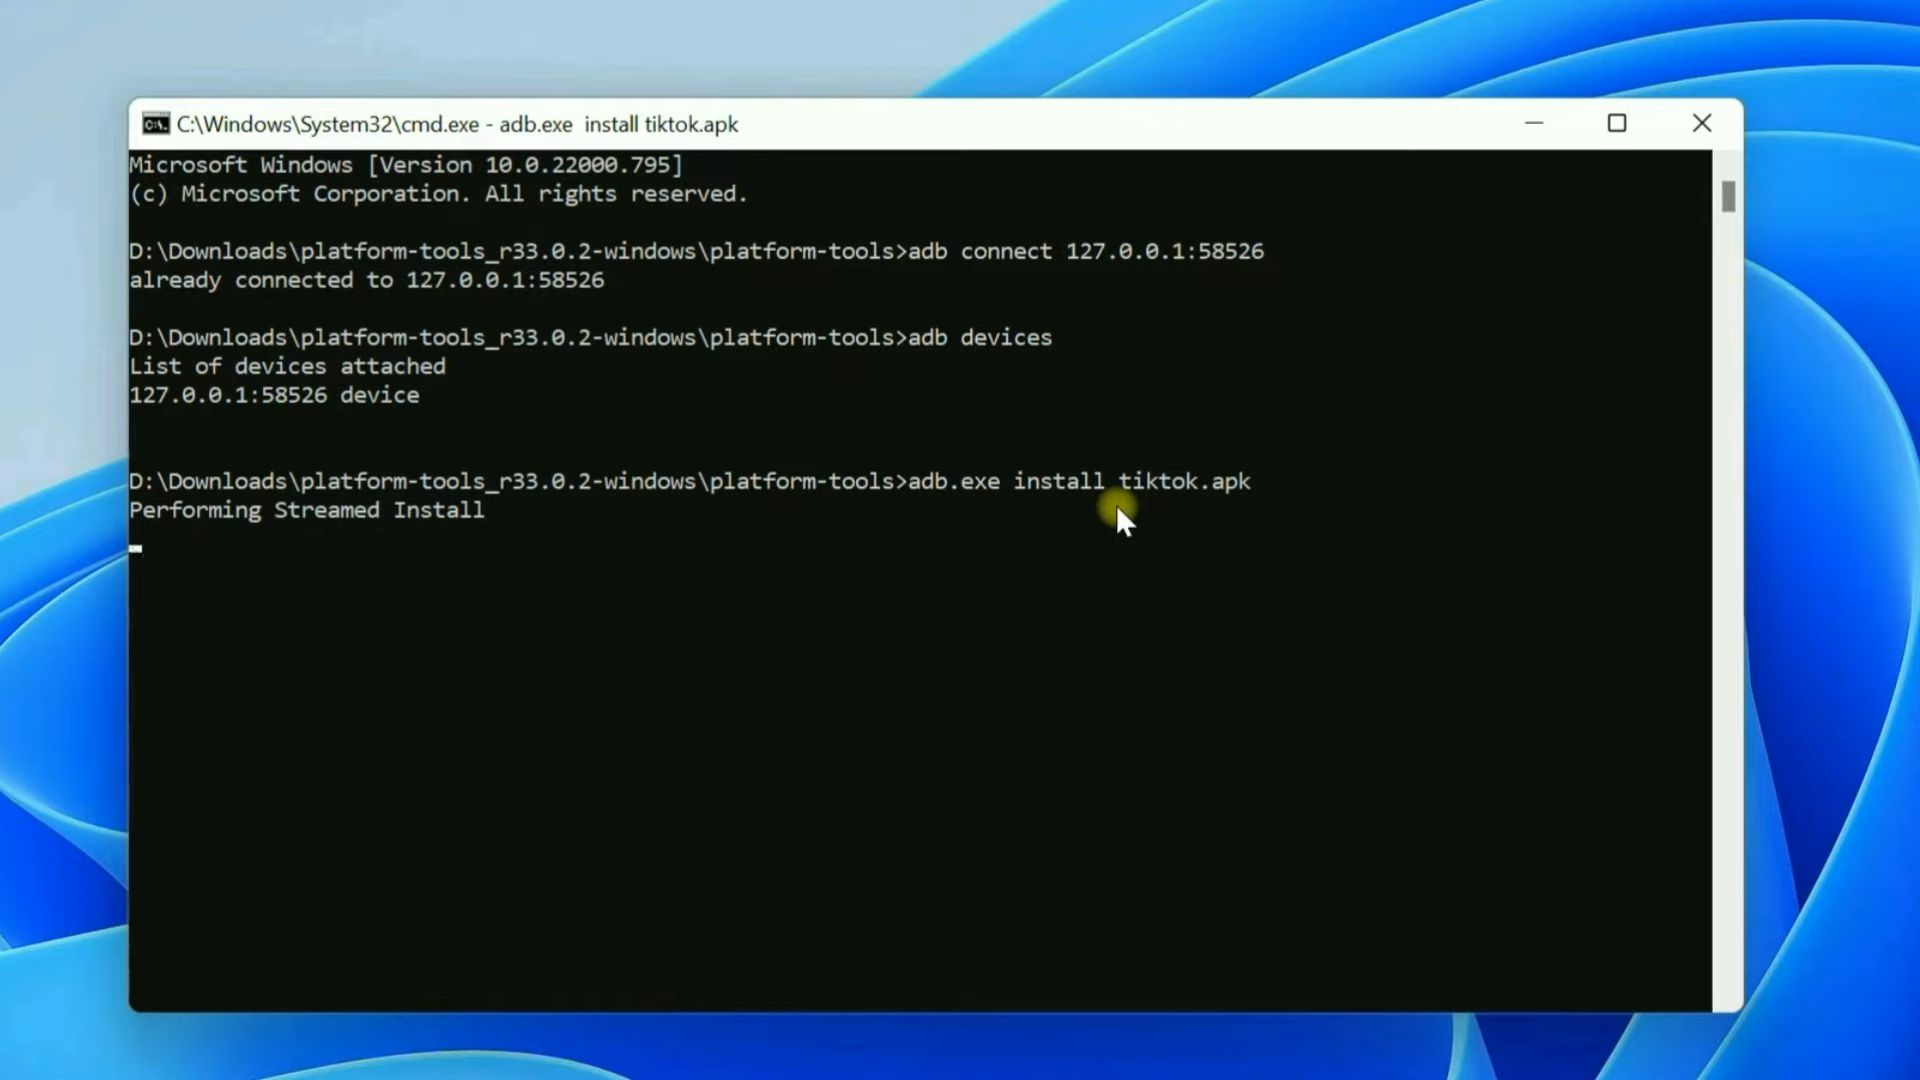 C:\Windows\System32\cmd.exe - adb.exe  install tiktok.apk
Microsoft Windows [Version 10.0.22000.795]
(c) Microsoft Corporation. All rights reserved.
D:\Downloads\platform-tools_r33.0.2-windows\platform-tools>adb connect 127.0.0.1:58526
already connected to 127.0.0.1:58526
D:\Downloads\platform-tools_r33.0.2-windows\platform-tools>adb devices
List of devices attached
127.0.0.1:58526 device
D:\Downloads\platform-tools_r33.0.2-windows\platform-tools>adb.exe install tiktok.apk
Performing Streamed Install